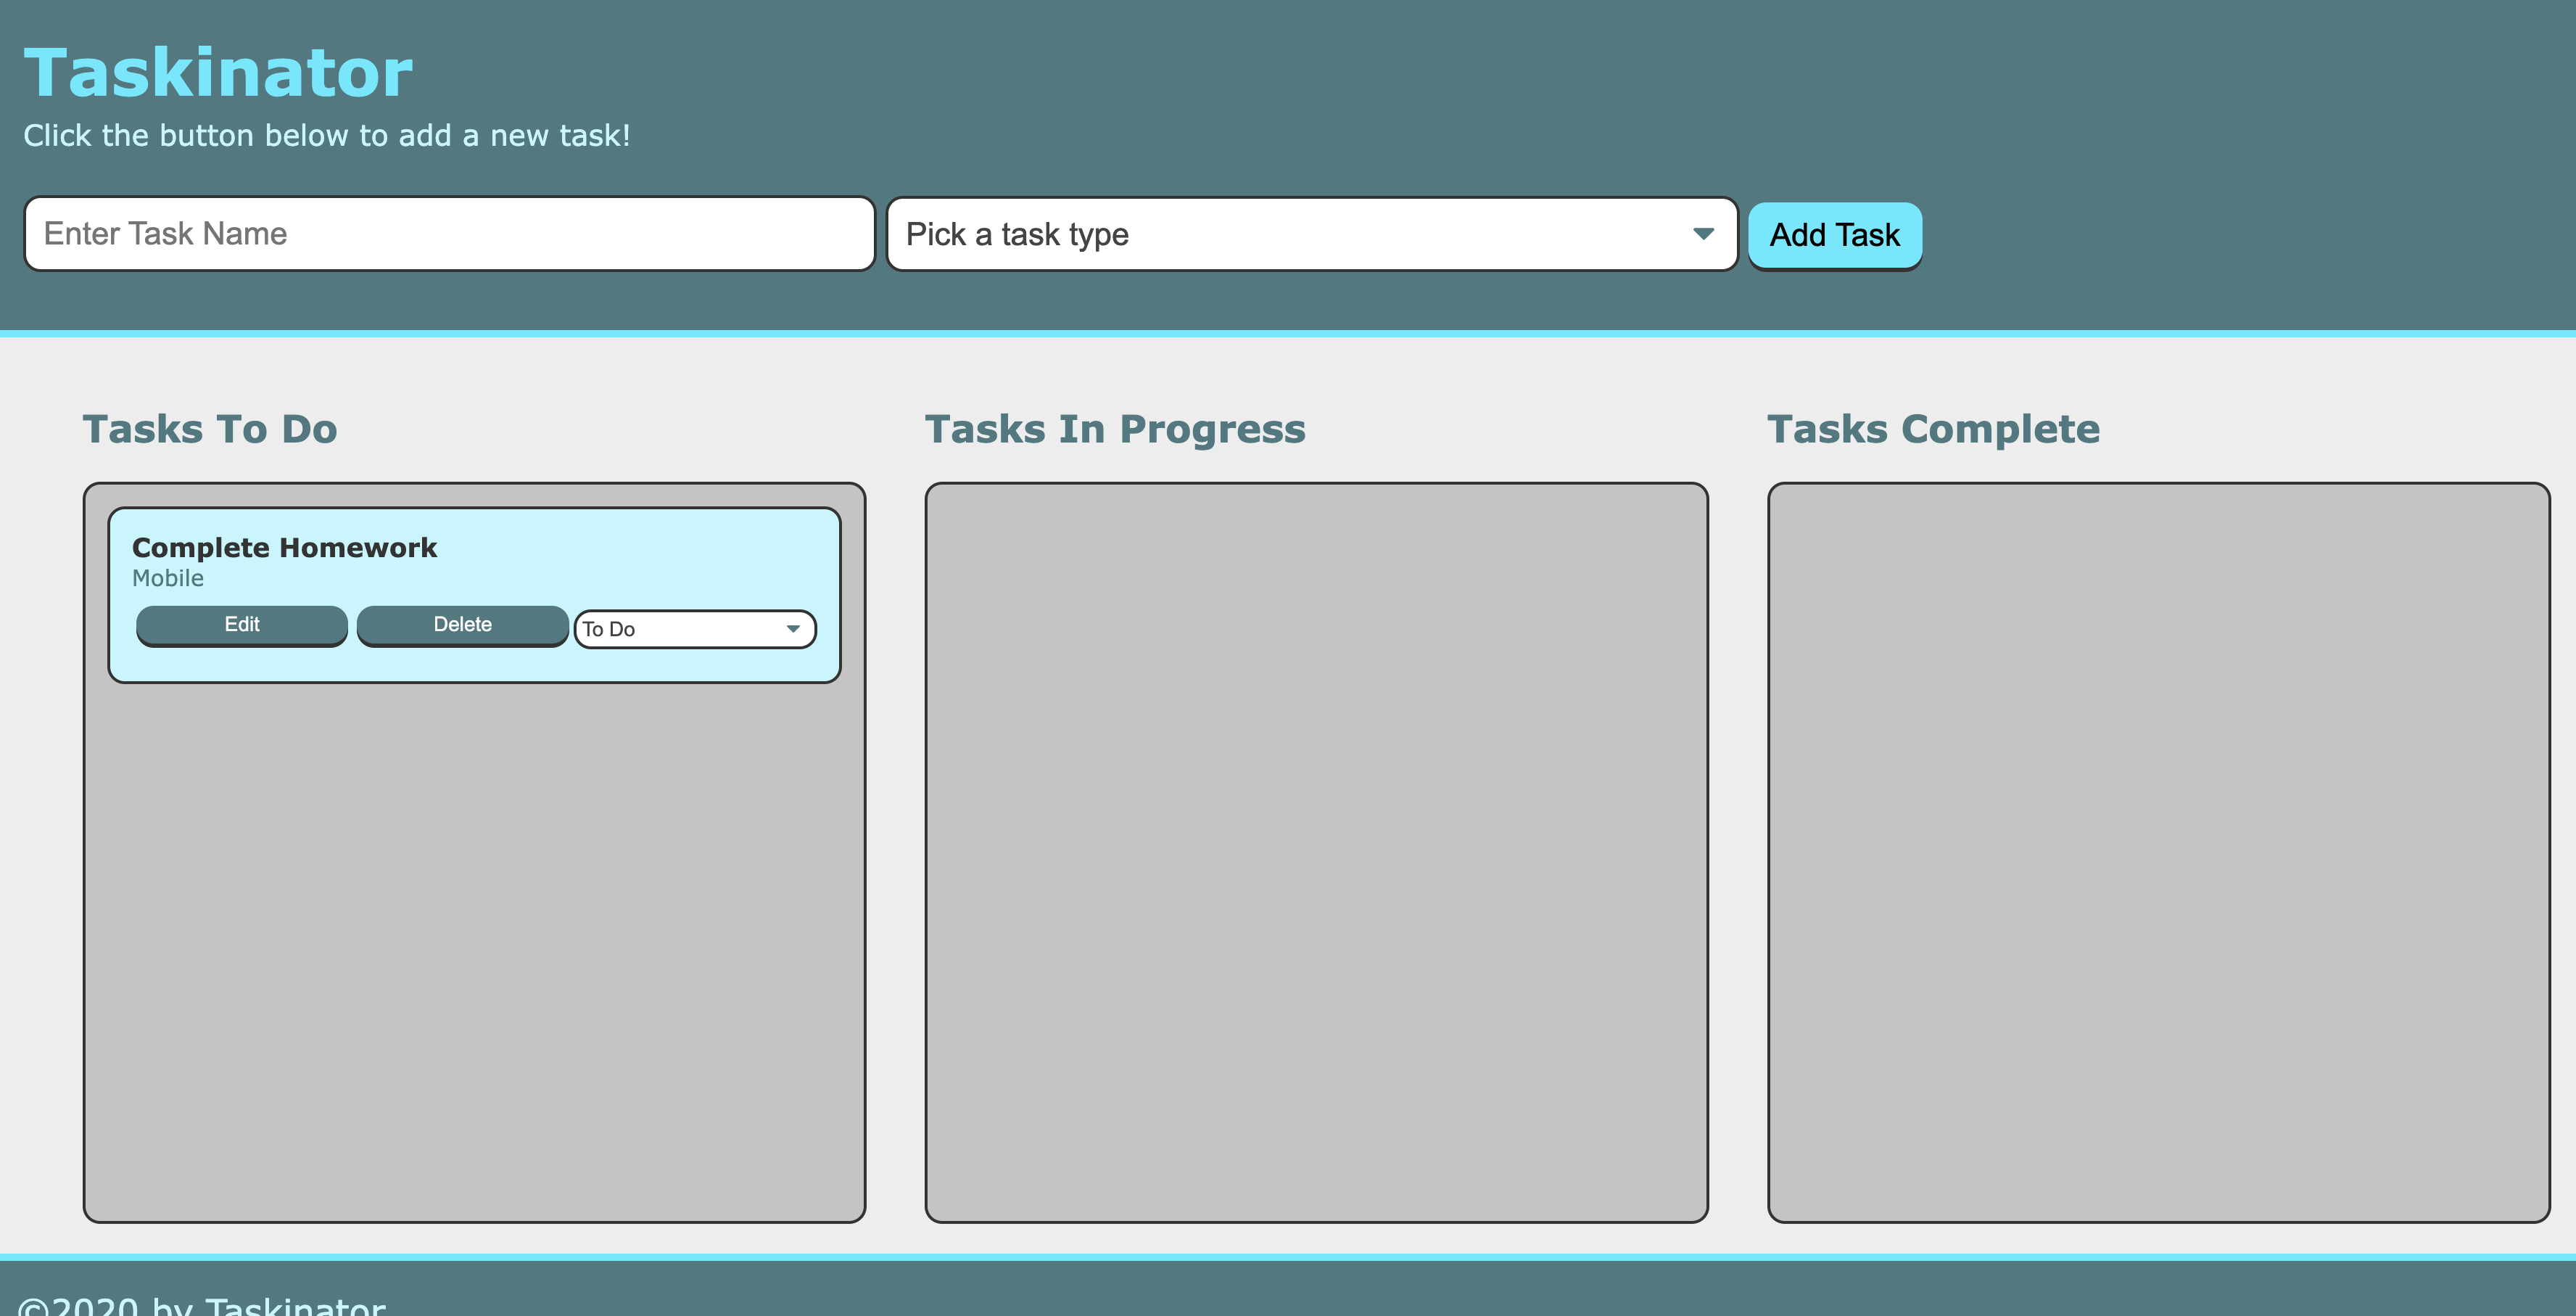 Taskinator
Click the button below to add a new task!
Enter Task Name
Pick a task type
Add Task
Tasks To Do
Tasks In Progress
Tasks Complete
Complete Homework
Mobile
Edit
Delete
To Do
©2020 by Taskinator